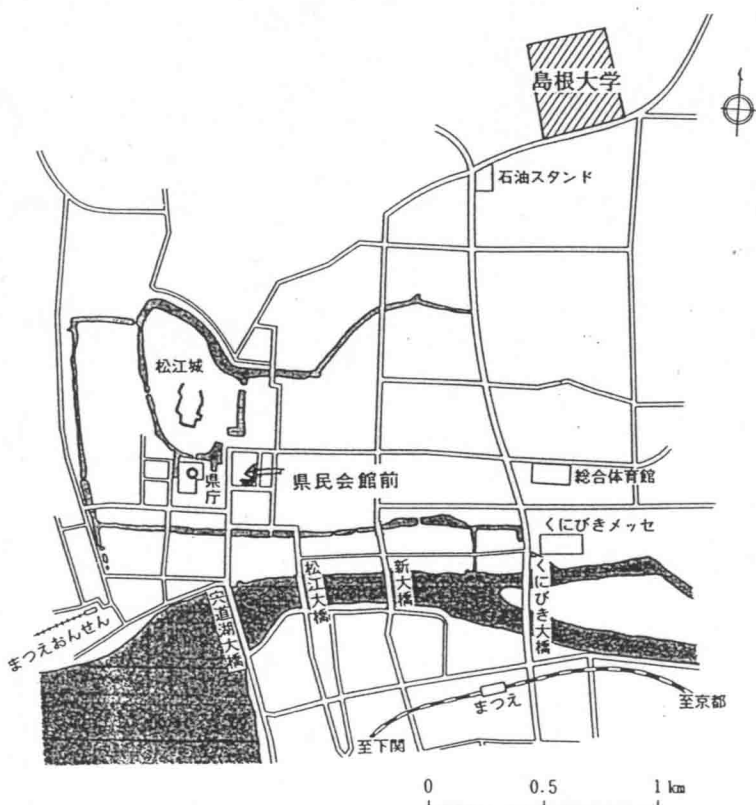 島根大学
石油スタンド
松江城
県庁
県民会館前
総合体育館
くにびきメッセ
宍道湖大橋
松江大橋
新大橋
くにびき大橋
まつえおんせん
まつえ
至京都
至下関
0 0.5 1 km